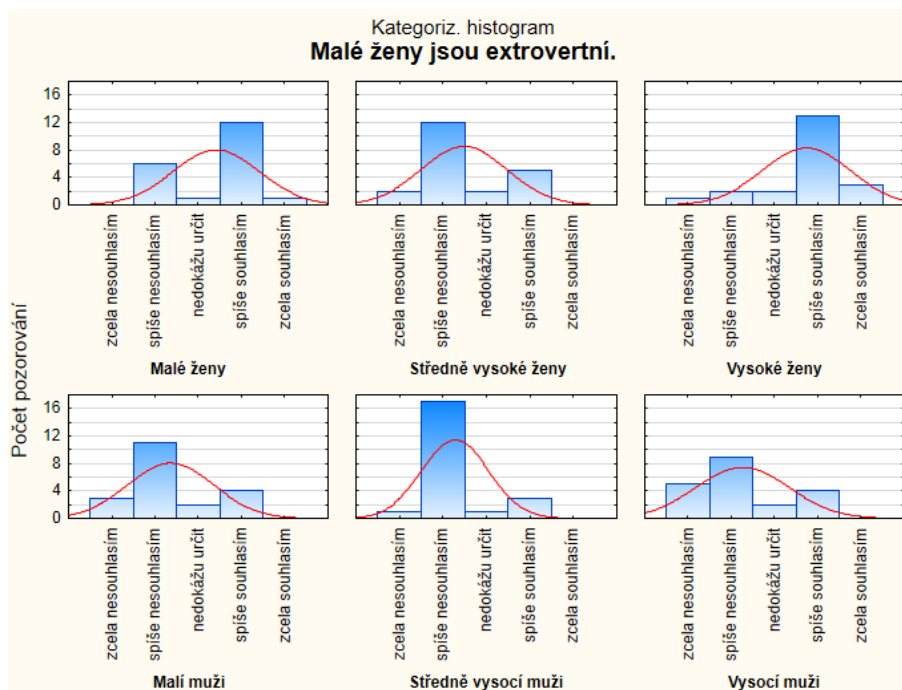 Kategoriz. histogram
Malé ženy jsou extrovertní.
Počet pozorování
16
12
8
4
0
zcela nesouhlasím
spíše nesouhlasím
nedokážu určit
spíše souhlasím
zcela souhlasím
Malé ženy
zcela nesouhlasím
spíše nesouhlasím
nedokážu určit
spíše souhlasím
zcela souhlasím
Středně vysoké ženy
zcela nesouhlasím
spíše nesouhlasím
nedokážu určit
spíše souhlasím
zcela souhlasím
Vysoké ženy
16
12
8
4
0
zcela nesouhlasím
spíše nesouhlasím
nedokážu určit
spíše souhlasím
zcela souhlasím
Malí muži
zcela nesouhlasím
spíše nesouhlasím
nedokážu určit
spíše souhlasím
zcela souhlasím
Středně vysocí muži
zcela nesouhlasím
spíše nesouhlasím
nedokážu určit
spíše souhlasím
zcela souhlasím
Vysocí muži